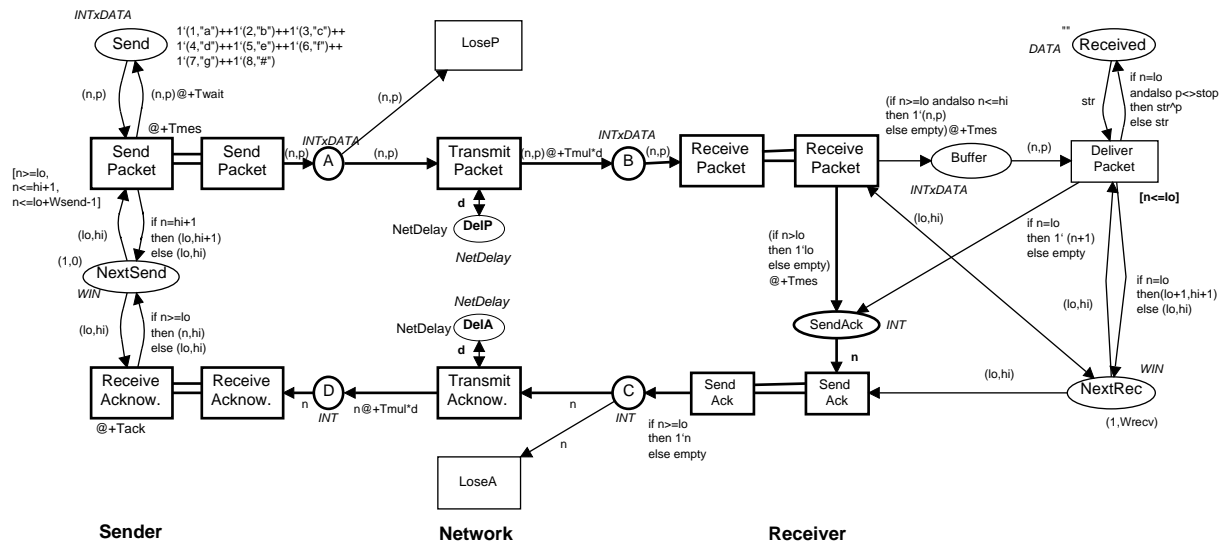 INTxDATA
Send
1‘(1,"a")++1‘(2,"b")++1‘(3,"c")++
1‘(4,"d")++1‘(5,"e")++1‘(6,"f")++
1‘(7,"g")++1‘(8,"#")
(n,p)
(n,p)@+Twait
@+Tmes
Send
Packet
Send
Packet
(n,p)
INTxDATA
A
(n,p)
LoseP
(n,p)
Transmit
Packet
(n,p)@+Tmul*d
INTxDATA
B
(n,p)
Receive
Packet
Receive
Packet
(if n>=lo andalso n<=hi
then 1‘(n,p)
else empty)@+Tmes
Buffer
INTxDATA
(n,p)
""
DATA
Received
str
if n=lo
andalso p<>stop
then str^p
else str
Deliver
Packet
[n<=lo]
[n>=lo,
n<=hi+1,
n<=lo+Wsend-1]
(lo,hi)
if n=hi+1
then (lo,hi+1)
else (lo,hi)
d
NetDelay
DelP
NetDelay
(1,0)
NextSend
WIN
(lo,hi)
if n>=lo
then (n,hi)
else (lo,hi)
NetDelay
NetDelay
DelA
d
(if n>lo
then 1‘lo
else empty)
@+Tmes
(lo,hi)
if n=lo
then 1‘ (n+1)
else empty
(lo,hi)
if n=lo
then(lo+1,hi+1)
else (lo,hi)
SendAck
INT
n
Receive
Acknow.
Receive
Acknow.
@+Tack
n
D
INT
n@+Tmul*d
Transmit
Acknow.
n
C
INT
if n>=lo
then 1‘n
else empty
Send
Ack
Send
Ack
(lo,hi)
WIN
NextRec
(1,Wrecv)
n
LoseA
Sender
Network
Receiver